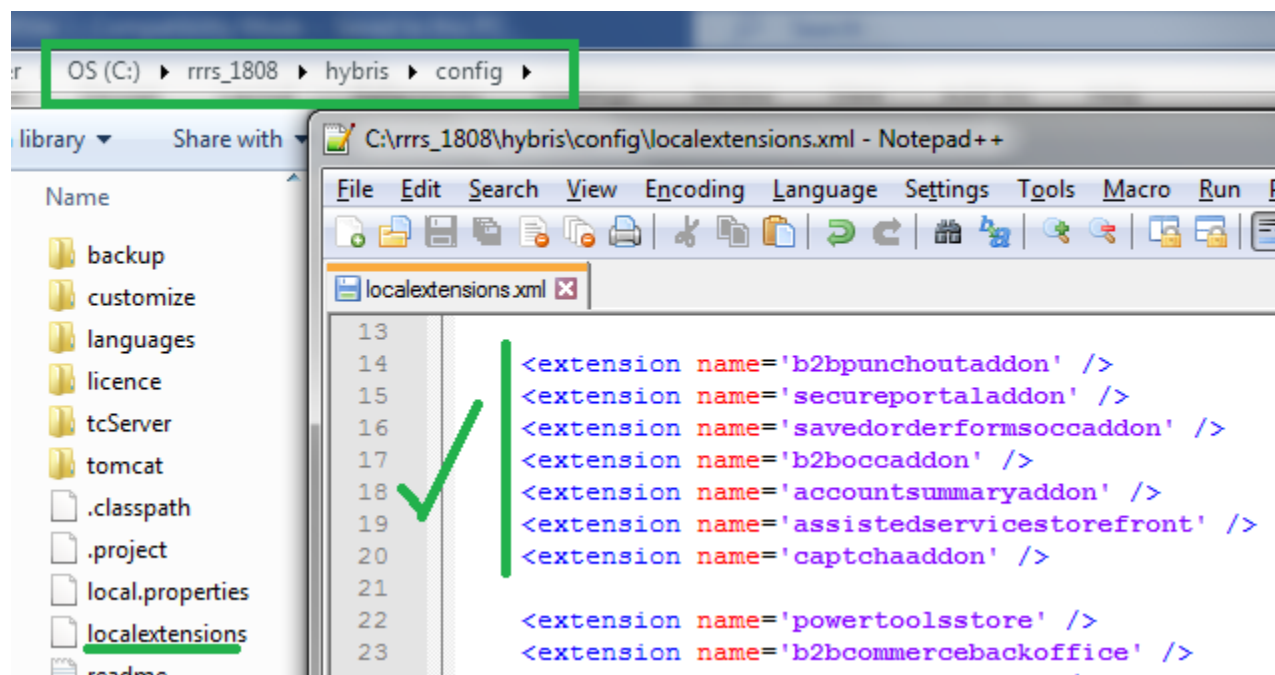 r OS (C:) rrrs_1808 hybris config
library Share with
C:\rrrs_1808\hybris\config\localextensions.xml - Notepad++
File Edit Search View Encoding Language Settings Tools Macro Run
localextensions.xml
Name
backup
customize
languages
licence
tcServer
tomcat
.classpath
.project
local.properties
localextensions
readme
13
14 <extension name='b2bpunchoutaddon' />
15 <extension name='secureportaladdon' />
16 <extension name='savedorderformsoccaddon' />
17 <extension name='b2boccaddon' />
18 <extension name='accountsummaryaddon' />
19 <extension name='assistedservicestorefront' />
20 <extension name='captchaaddon' />
21
22 <extension name='powertoolsstore' />
23 <extension name='b2bcommercebackoffice' />